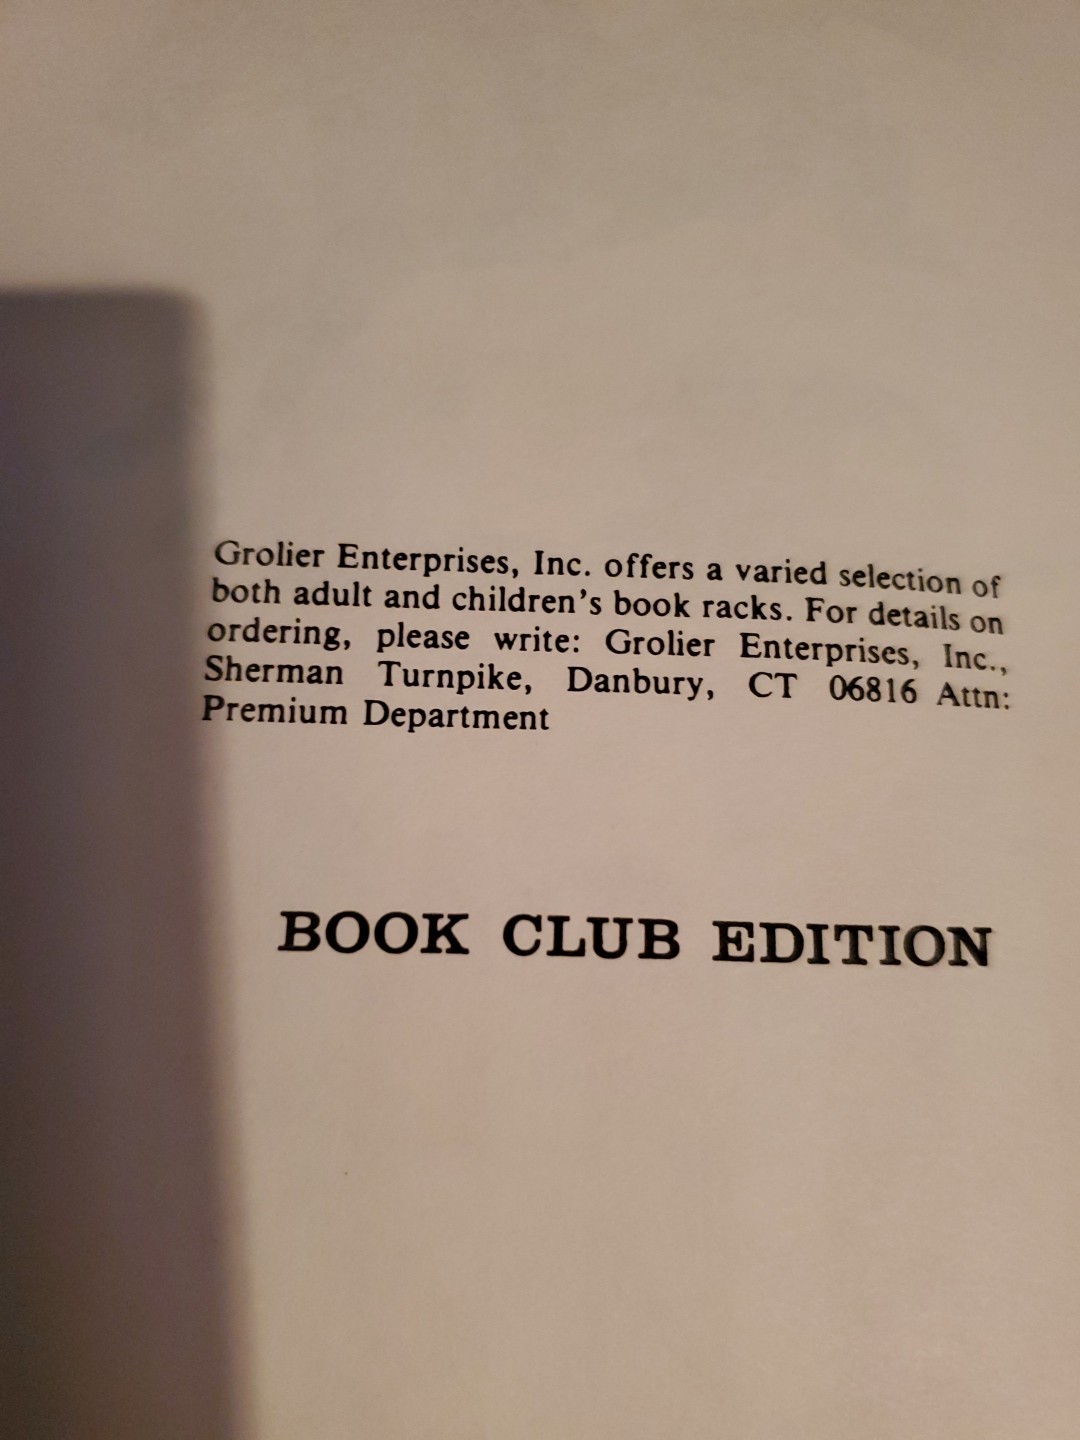 Grolier Enterprises, Inc. offers a varied selection of
both adult and children's book racks. For details on
ordering, please write: Grolier Enterprises, Inc.,
Sherman Turnpike, Danbury, CT 06816 Attn:
Premium Department
BOOK CLUB EDITION